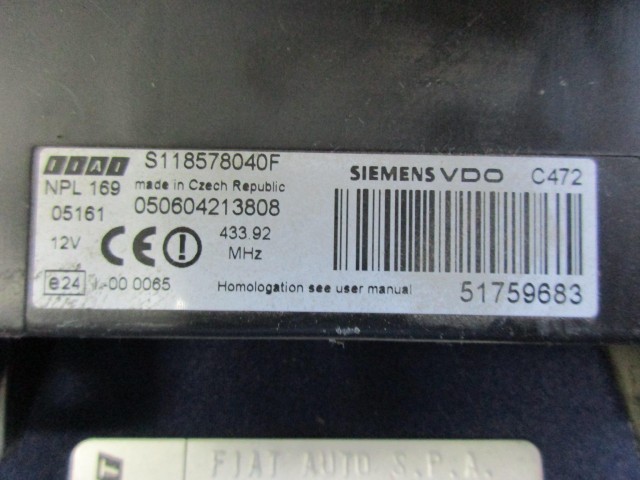 FIAT S118578040F SIEMENS VDO C472
NPL 169 made in Czech Republic
05161 050604213808
12V CE 433.92
MHz
e24 -00 0065 Homologation see user manual 51759683
FIAT AUTO S.P.A.